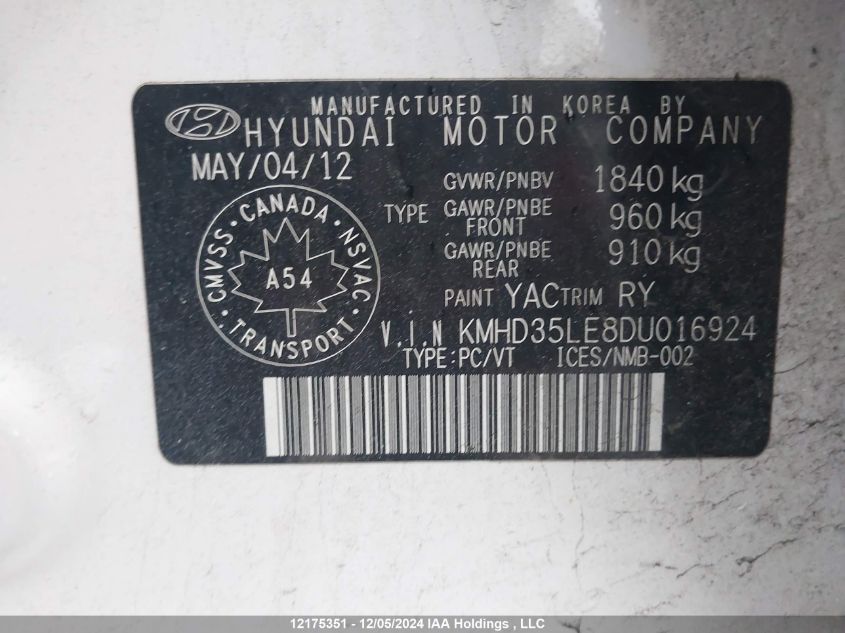 MANUFACTURED IN KOREA BY
HYUNDAI MOTOR COMPANY
MAY/04/12
GVWR/PNBV 1840 kg
TYPE GAWR/PNBE FRONT 960 kg
GAWR/PNBE REAR 910 kg
CMVSS · CANADA · NSVAC · TRANSPORT ·
A54
PAINT YAC TRIM RY
V.I.N KMHD35LE8DU016924
TYPE:PC/VT ICES/NMB-002
12175351 - 12/05/2024 IAA Holdings , LLC